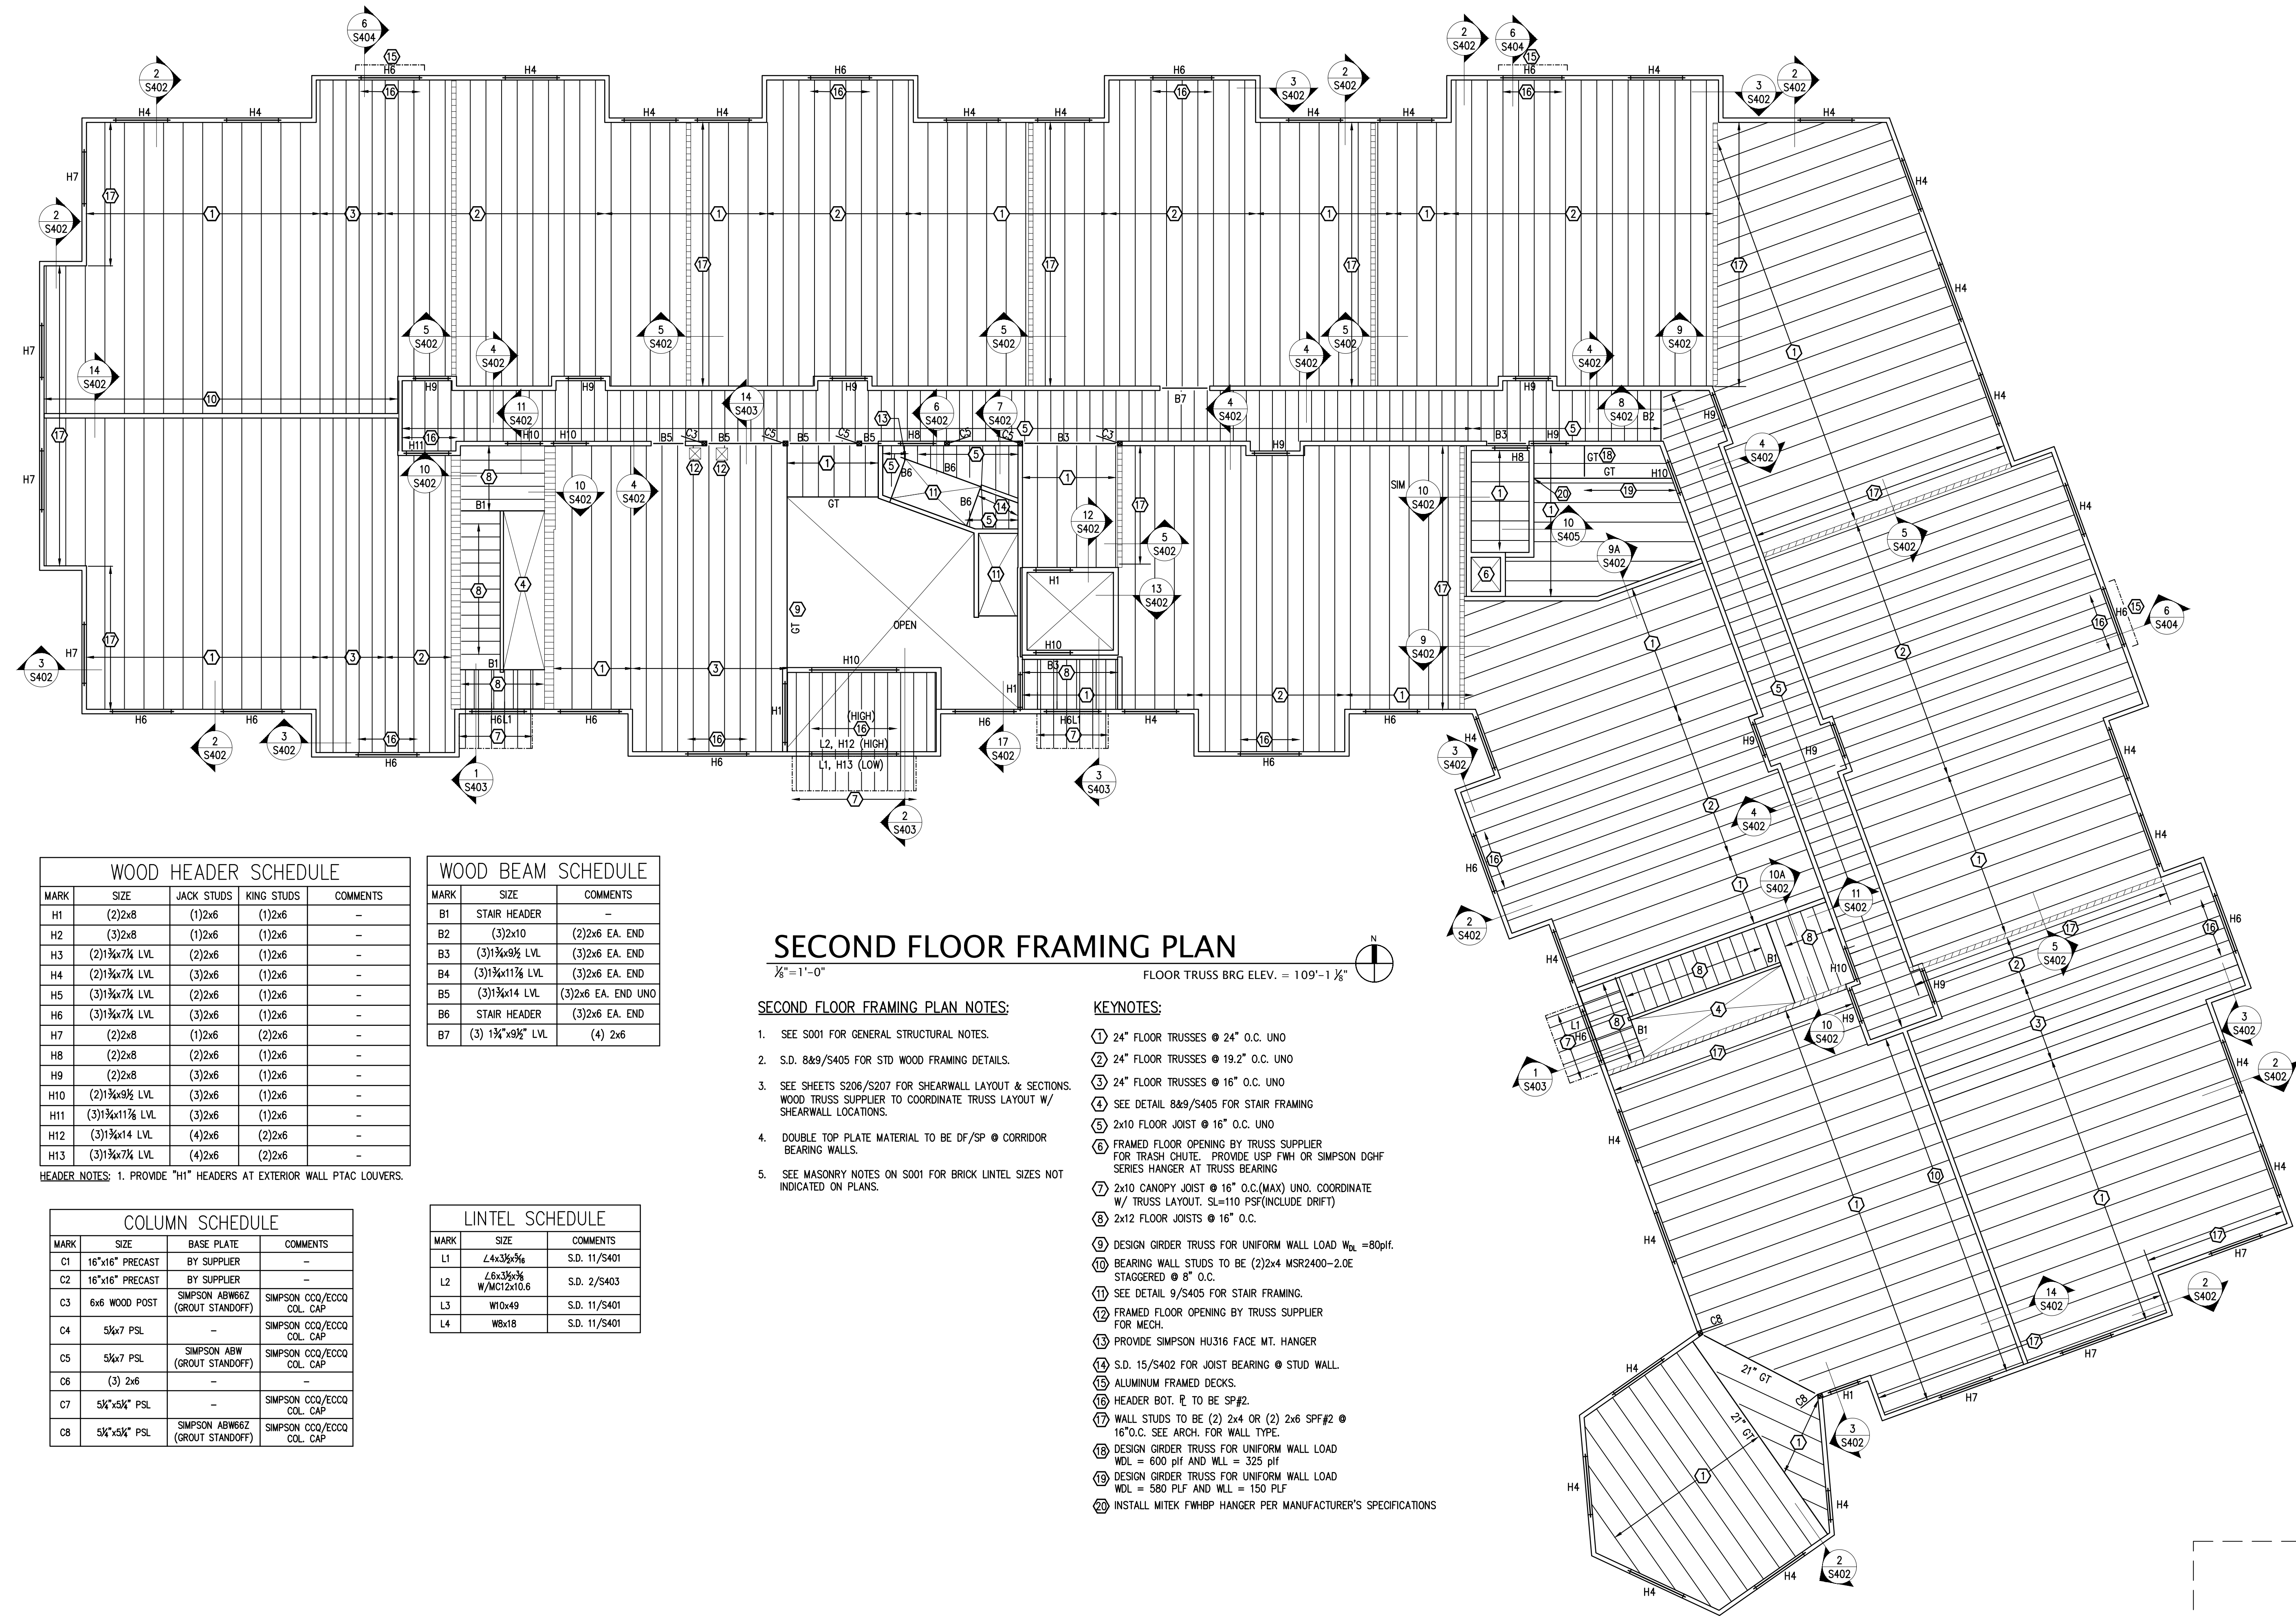 SECOND FLOOR FRAMING PLAN
⅛"=1'-0"
FLOOR TRUSS BRG ELEV. = 109'-1⅛"
N
WOOD HEADER SCHEDULE
MARK SIZE JACK STUDS KING STUDS COMMENTS
H1 (2)2x8 (1)2x6 (1)2x6 –
H2 (3)2x8 (1)2x6 (1)2x6 –
H3 (2)1¾x7¼ LVL (2)2x6 (1)2x6 –
H4 (2)1¾x7¼ LVL (3)2x6 (1)2x6 –
H5 (3)1¾x7¼ LVL (2)2x6 (1)2x6 –
H6 (3)1¾x7¼ LVL (3)2x6 (1)2x6 –
H7 (2)2x8 (1)2x6 (2)2x6 –
H8 (2)2x8 (2)2x6 (1)2x6 –
H9 (2)2x8 (3)2x6 (1)2x6 –
H10 (2)1¾x9½ LVL (3)2x6 (1)2x6 –
H11 (3)1¾x11⅞ LVL (3)2x6 (1)2x6 –
H12 (3)1¾x14 LVL (4)2x6 (2)2x6 –
H13 (3)1¾x7¼ LVL (4)2x6 (2)2x6 –
HEADER NOTES: 1. PROVIDE "H1" HEADERS AT EXTERIOR WALL PTAC LOUVERS.
WOOD BEAM SCHEDULE
MARK SIZE COMMENTS
B1 STAIR HEADER –
B2 (3)2x10 (2)2x6 EA. END
B3 (3)1¾x9½ LVL (3)2x6 EA. END
B4 (3)1¾x11⅞ LVL (3)2x6 EA. END
B5 (3)1¾x14 LVL (3)2x6 EA. END UNO
B6 STAIR HEADER (3)2x6 EA. END
B7 (3) 1¾"x9½" LVL (4) 2x6
COLUMN SCHEDULE
MARK SIZE BASE PLATE COMMENTS
C1 16"x16" PRECAST BY SUPPLIER –
C2 16"x16" PRECAST BY SUPPLIER –
C3 6x6 WOOD POST SIMPSON ABW66Z (GROUT STANDOFF) SIMPSON CCQ/ECCQ COL. CAP
C4 5¼x7 PSL – SIMPSON CCQ/ECCQ COL. CAP
C5 5¼x7 PSL SIMPSON ABW (GROUT STANDOFF) SIMPSON CCQ/ECCQ COL. CAP
C6 (3) 2x6 – –
C7 5¼"x5¼" PSL – SIMPSON CCQ/ECCQ COL. CAP
C8 5¼"x5¼" PSL SIMPSON ABW66Z (GROUT STANDOFF) SIMPSON CCQ/ECCQ COL. CAP
LINTEL SCHEDULE
MARK SIZE COMMENTS
L1 ∠4x3½x5⁄16 S.D. 11/S401
L2 ∠6x3½x⅜ W/MC12x10.6 S.D. 2/S403
L3 W10x49 S.D. 11/S401
L4 W8x18 S.D. 11/S401
SECOND FLOOR FRAMING PLAN NOTES:
1. SEE S001 FOR GENERAL STRUCTURAL NOTES.
2. S.D. 8&9/S405 FOR STD WOOD FRAMING DETAILS.
3. SEE SHEETS S206/S207 FOR SHEARWALL LAYOUT & SECTIONS.
WOOD TRUSS SUPPLIER TO COORDINATE TRUSS LAYOUT W/
SHEARWALL LOCATIONS.
4. DOUBLE TOP PLATE MATERIAL TO BE DF/SP @ CORRIDOR
BEARING WALLS.
5. SEE MASONRY NOTES ON S001 FOR BRICK LINTEL SIZES NOT
INDICATED ON PLANS.
KEYNOTES:
1 24" FLOOR TRUSSES @ 24" O.C. UNO
2 24" FLOOR TRUSSES @ 19.2" O.C. UNO
3 24" FLOOR TRUSSES @ 16" O.C. UNO
4 SEE DETAIL 8&9/S405 FOR STAIR FRAMING
5 2x10 FLOOR JOIST @ 16" O.C. UNO
6 FRAMED FLOOR OPENING BY TRUSS SUPPLIER
FOR TRASH CHUTE. PROVIDE USP FWH OR SIMPSON DGHF
SERIES HANGER AT TRUSS BEARING
7 2x10 CANOPY JOIST @ 16" O.C.(MAX) UNO. COORDINATE
W/ TRUSS LAYOUT. SL=110 PSF(INCLUDE DRIFT)
8 2x12 FLOOR JOISTS @ 16" O.C.
9 DESIGN GIRDER TRUSS FOR UNIFORM WALL LOAD WDL =80plf.
10 BEARING WALL STUDS TO BE (2)2x4 MSR2400-2.0E
STAGGERED @ 8" O.C.
11 SEE DETAIL 9/S405 FOR STAIR FRAMING.
12 FRAMED FLOOR OPENING BY TRUSS SUPPLIER
FOR MECH.
13 PROVIDE SIMPSON HU316 FACE MT. HANGER
14 S.D. 15/S402 FOR JOIST BEARING @ STUD WALL.
15 ALUMINUM FRAMED DECKS.
16 HEADER BOT. ℄ TO BE SP#2.
17 WALL STUDS TO BE (2) 2x4 OR (2) 2x6 SPF#2 @
16"O.C. SEE ARCH. FOR WALL TYPE.
18 DESIGN GIRDER TRUSS FOR UNIFORM WALL LOAD
WDL = 600 plf AND WLL = 325 plf
19 DESIGN GIRDER TRUSS FOR UNIFORM WALL LOAD
WDL = 580 PLF AND WLL = 150 PLF
20 INSTALL MITEK FWHBP HANGER PER MANUFACTURER'S SPECIFICATIONS
OPEN
(HIGH)
L2, H12 (HIGH)
L1, H13 (LOW)
SIM
21" GT
21" GT